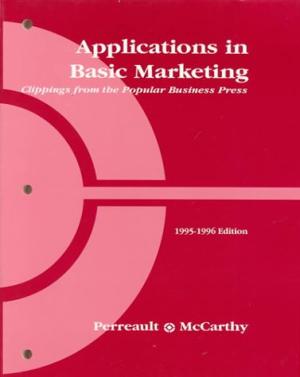 Applications in
Basic Marketing
Clippings from the Popular Business Press
1995-1996 Edition
Perreault McCarthy